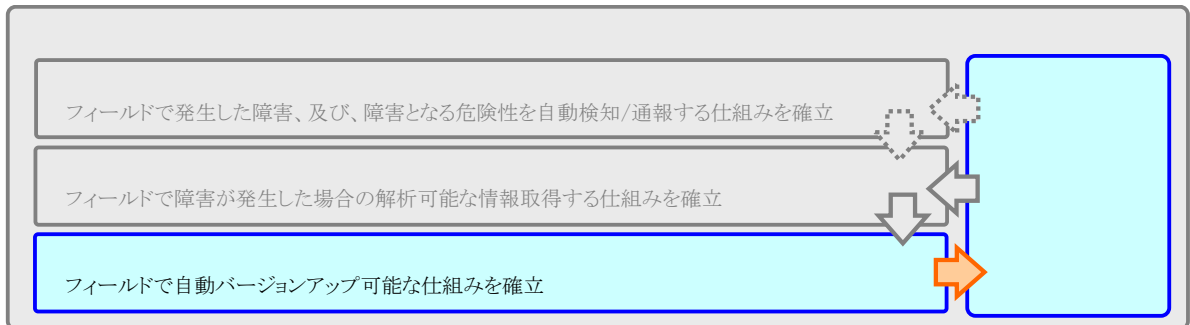 フィールドで発生した障害、及び、障害となる危険性を自動検知/通報する仕組みを確立
フィールドで障害が発生した場合の解析可能な情報取得する仕組みを確立
フィールドで自動バージョンアップ可能な仕組みを確立